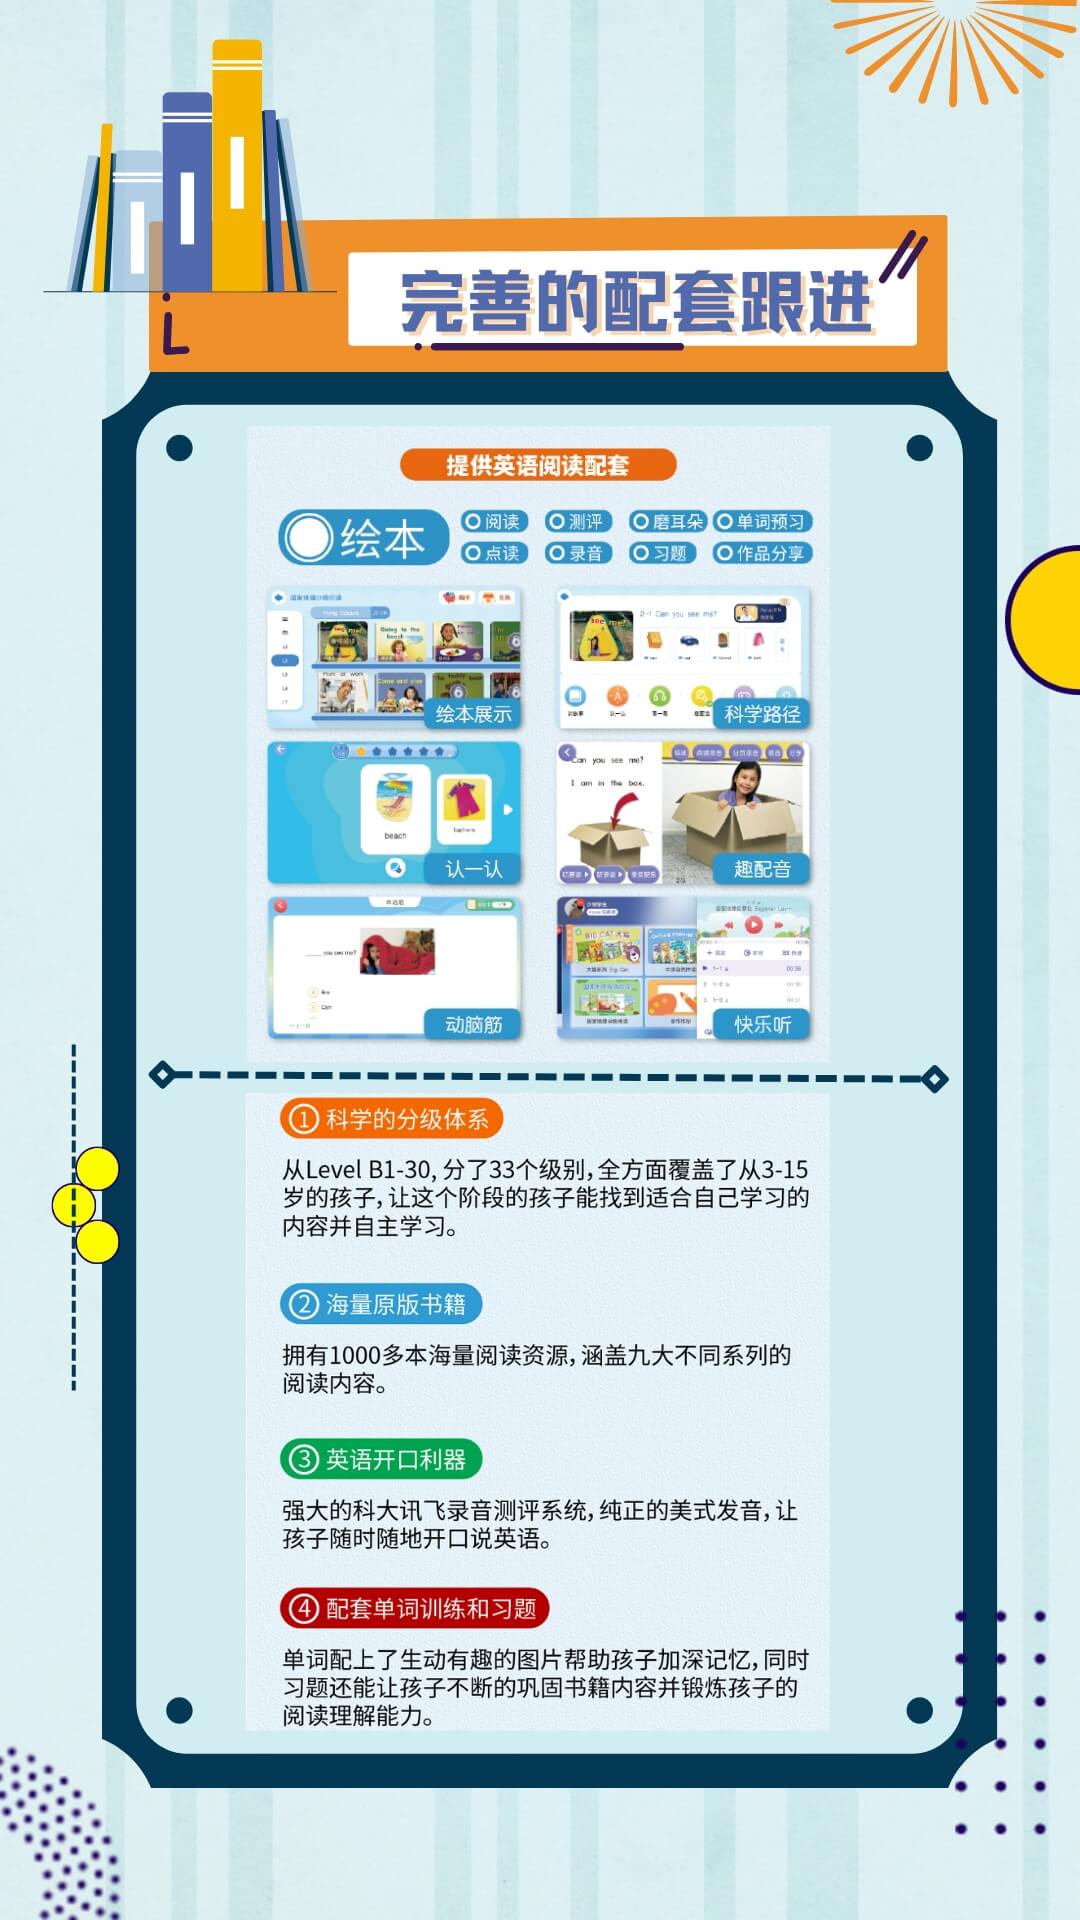 完善的配套跟进
提供英语阅读配套
绘本
阅读 测评 磨耳朵 单词预习
点读 录音 习题 作品分享
绘本展示
2-1 Can you see me?
科学路径
beach
认一认
Can you see me?
I am in the box.
趣配音
you see me?
动脑筋
BIG CAT 大猫
快乐听
① 科学的分级体系
从Level B1-30, 分了33个级别, 全方面覆盖了从3-15
岁的孩子, 让这个阶段的孩子能找到适合自己学习的
内容并自主学习。
② 海量原版书籍
拥有1000多本海量阅读资源, 涵盖九大不同系列的
阅读内容。
③ 英语开口利器
强大的科大讯飞录音测评系统, 纯正的美式发音, 让
孩子随时随地开口说英语。
④ 配套单词训练和习题
单词配上了生动有趣的图片帮助孩子加深记忆, 同时
习题还能让孩子不断的巩固书籍内容并锻炼孩子的
阅读理解能力。